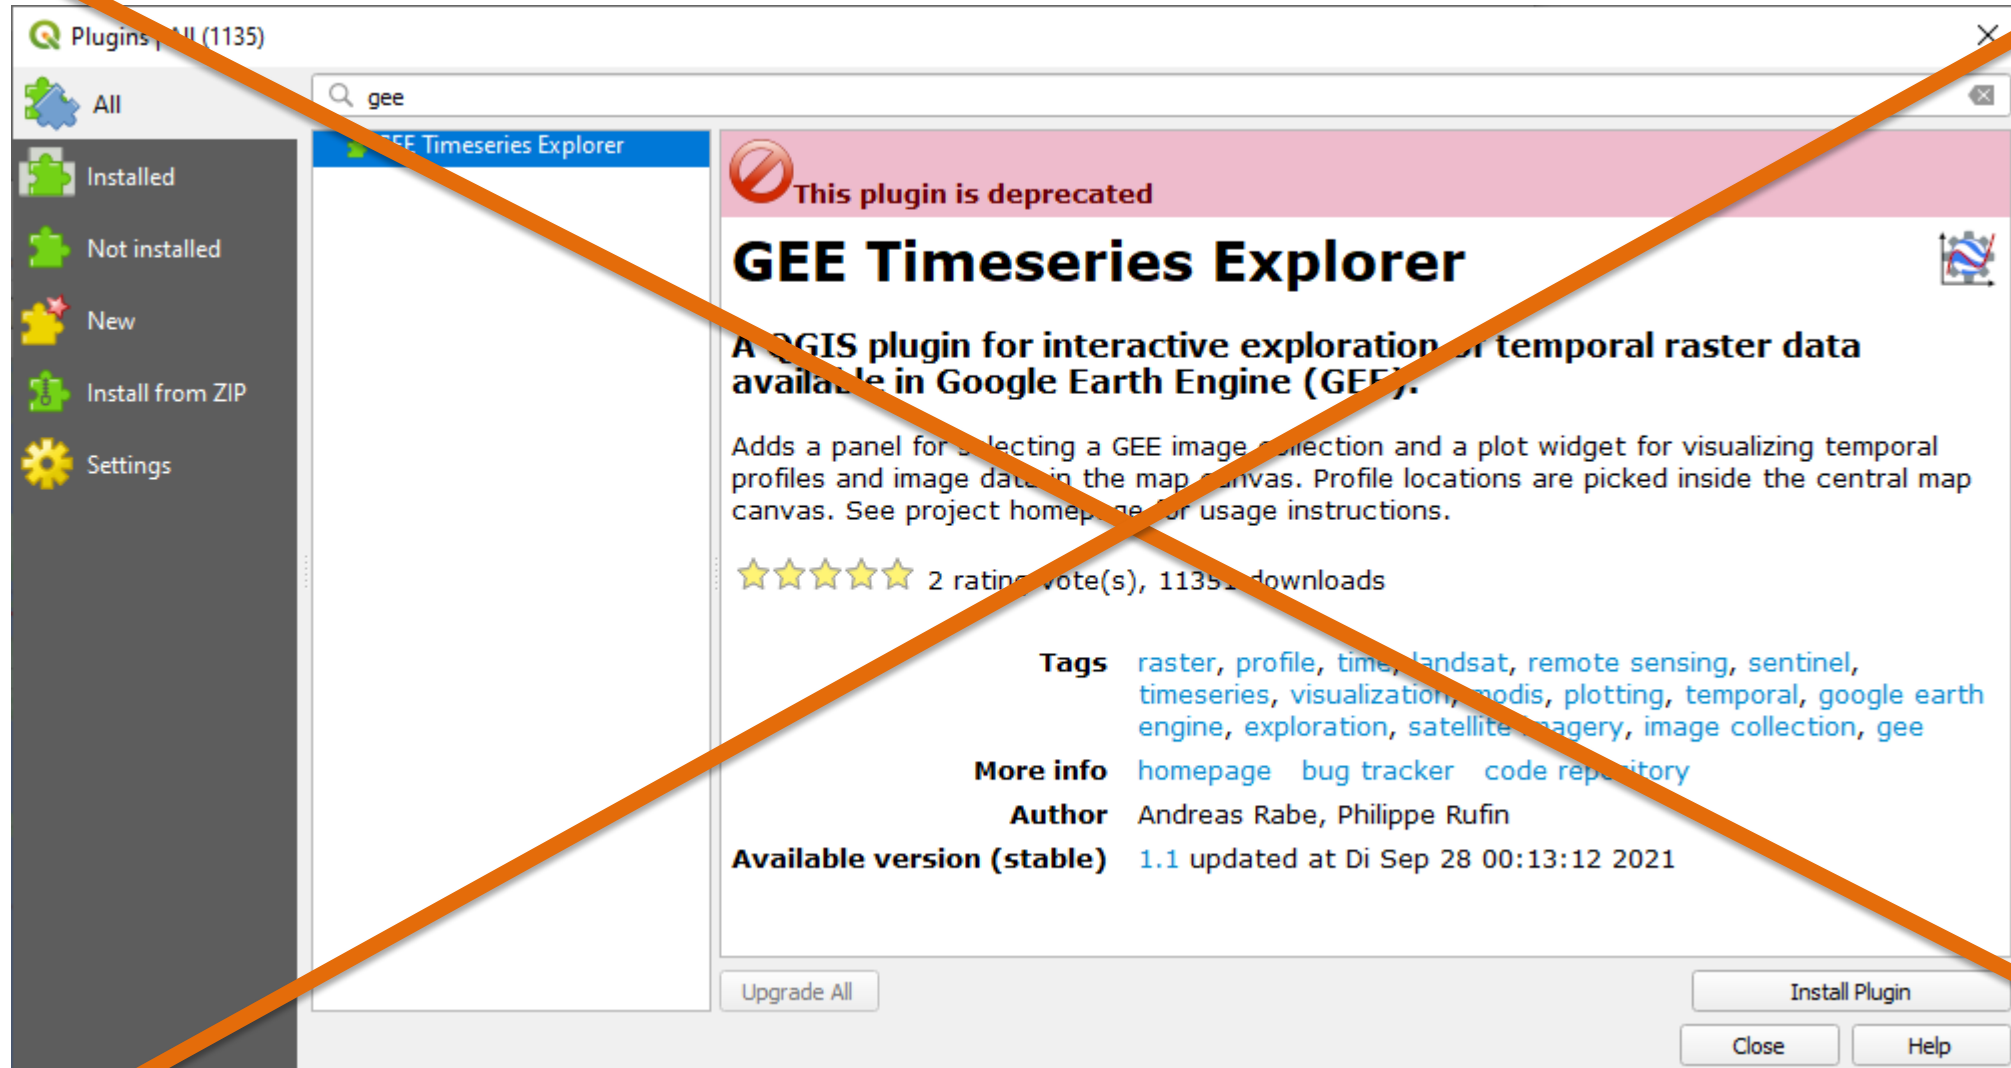 Plugins | All (1135)
All
gee
Installed
Not installed
New
Install from ZIP
Settings
GEE Timeseries Explorer
This plugin is deprecated
GEE Timeseries Explorer
A QGIS plugin for interactive exploration of temporal raster data
available in Google Earth Engine (GEE).
Adds a panel for selecting a GEE image collection and a plot widget for visualizing temporal
profiles and image data in the map canvas. Profile locations are picked inside the central map
canvas. See project homepage for usage instructions.
2 rating vote(s), 11351 downloads
Tags raster, profile, time, landsat, remote sensing, sentinel,
timeseries, visualization, modis, plotting, temporal, google earth
engine, exploration, satellite imagery, image collection, gee
More info homepage bug tracker code repository
Author Andreas Rabe, Philippe Rufin
Available version (stable) 1.1 updated at Di Sep 28 00:13:12 2021
Upgrade All
Install Plugin
Close
Help